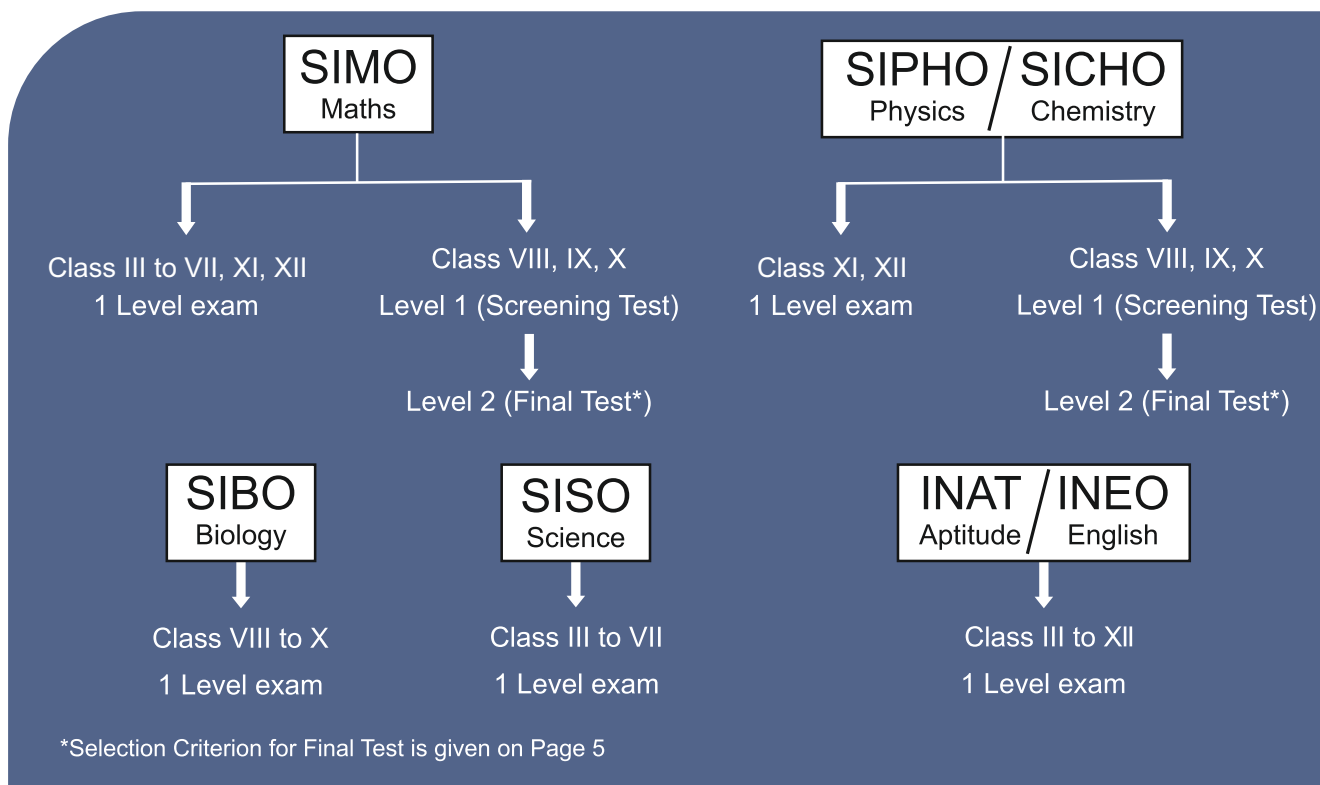 SIMO
Maths
SIPHO / SICHO
Physics Chemistry
Class III to VII, XI, XII
1 Level exam
Class VIII, IX, X
Level 1 (Screening Test)
Level 2 (Final Test*)
Class XI, XII
1 Level exam
Class VIII, IX, X
Level 1 (Screening Test)
Level 2 (Final Test*)
SIBO
Biology
Class VIII to X
1 Level exam
SISO
Science
Class III to VII
1 Level exam
INAT / INEO
Aptitude English
Class III to XII
1 Level exam
*Selection Criterion for Final Test is given on Page 5